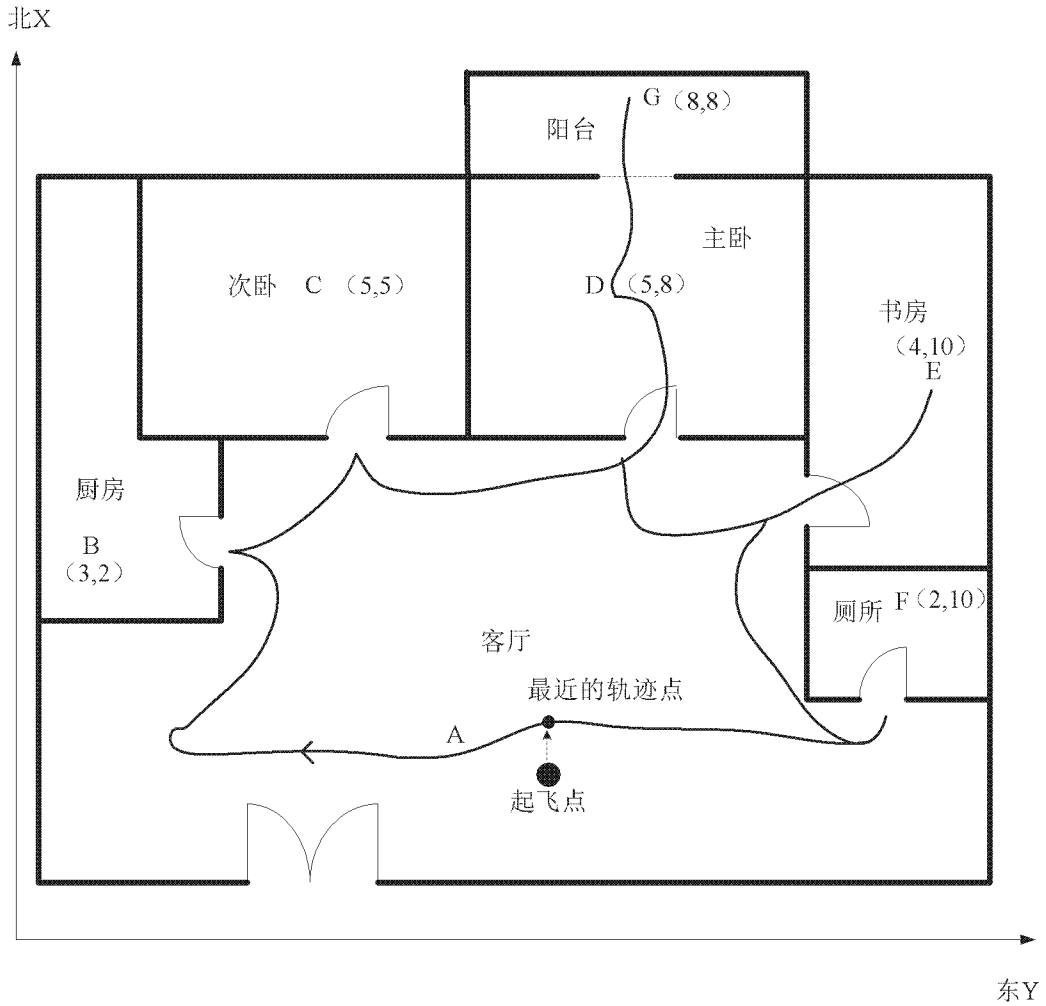 北X
G（8,8）
阳台
主卧
次卧 C （5,5）
D （5,8）
书房
（4,10）
E
厨房
B
（3,2）
厕所 F（2,10）
客厅
最近的轨迹点
A
起飞点
东Y